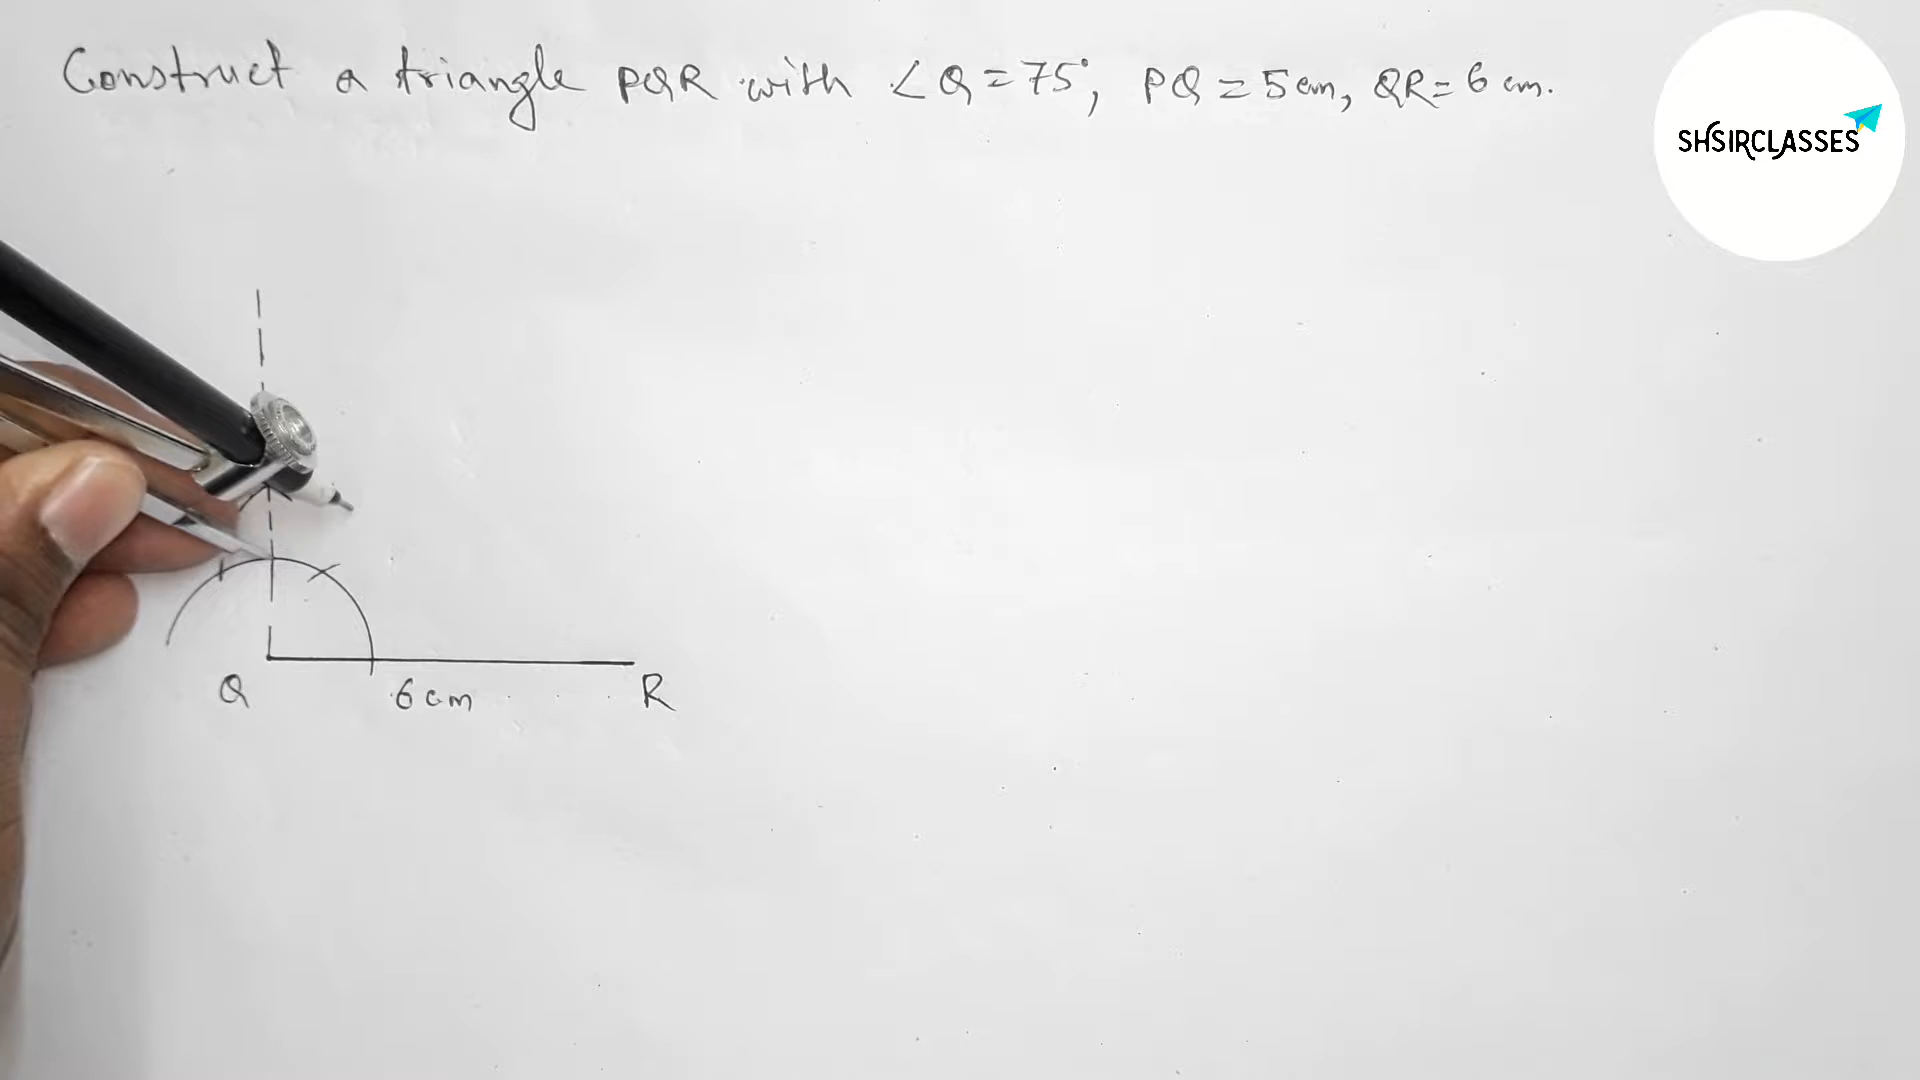 Construct a triangle PQR with ∠Q = 75°, PQ = 5 cm, QR = 6 cm.
SHSIRCLASSES
Q 6 cm R